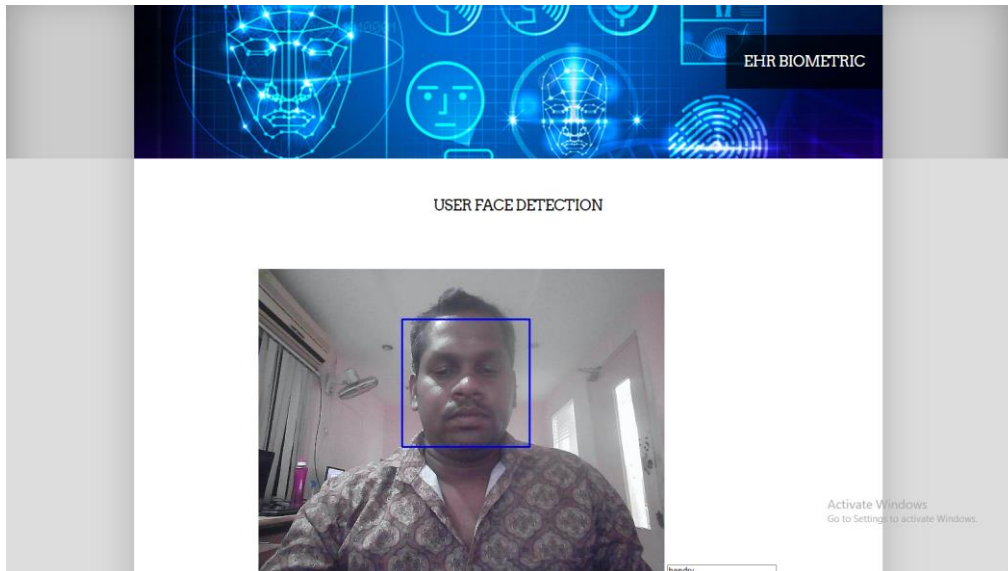 EHR BIOMETRIC
USER FACE DETECTION
Activate Windows
Go to Settings to activate Windows.